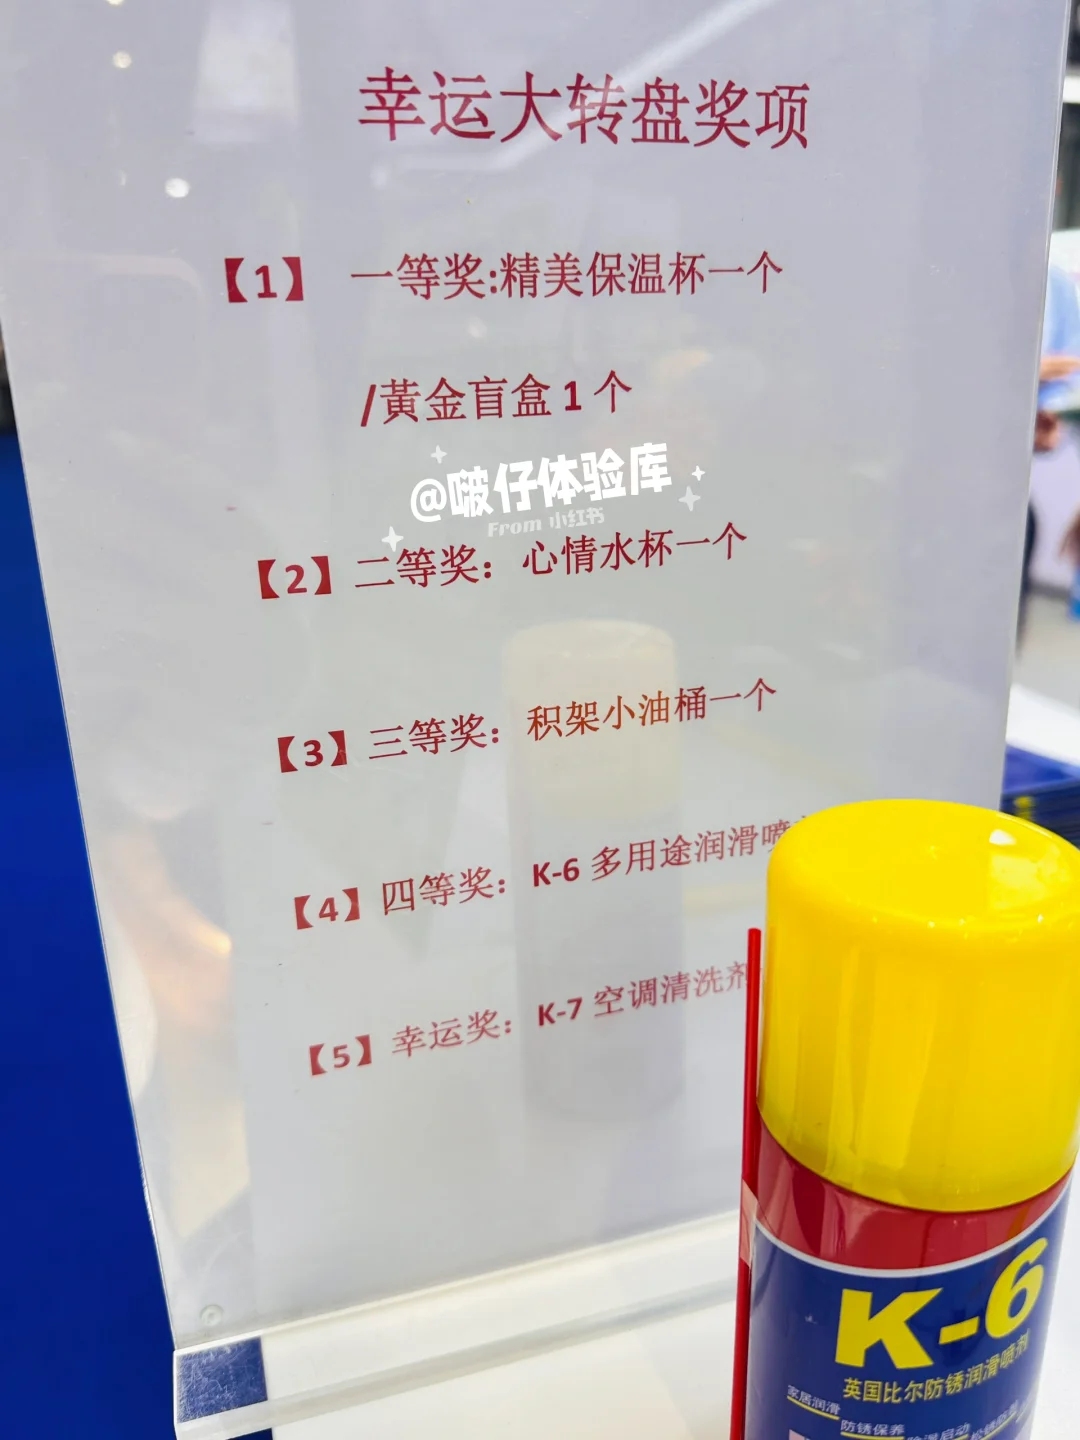 幸运大转盘奖项
【1】 一等奖:精美保温杯一个
/黃金盲盒1个
@啵仔体验库
From 小红书
【2】二等奖：心情水杯一个
【3】三等奖：积架小油桶一个
【4】四等奖：K-6 多用途润滑喷
【5】幸运奖：K-7 空调清洗剂
K-6
英国比尔防锈润滑喷剂
家居润滑
防锈保养